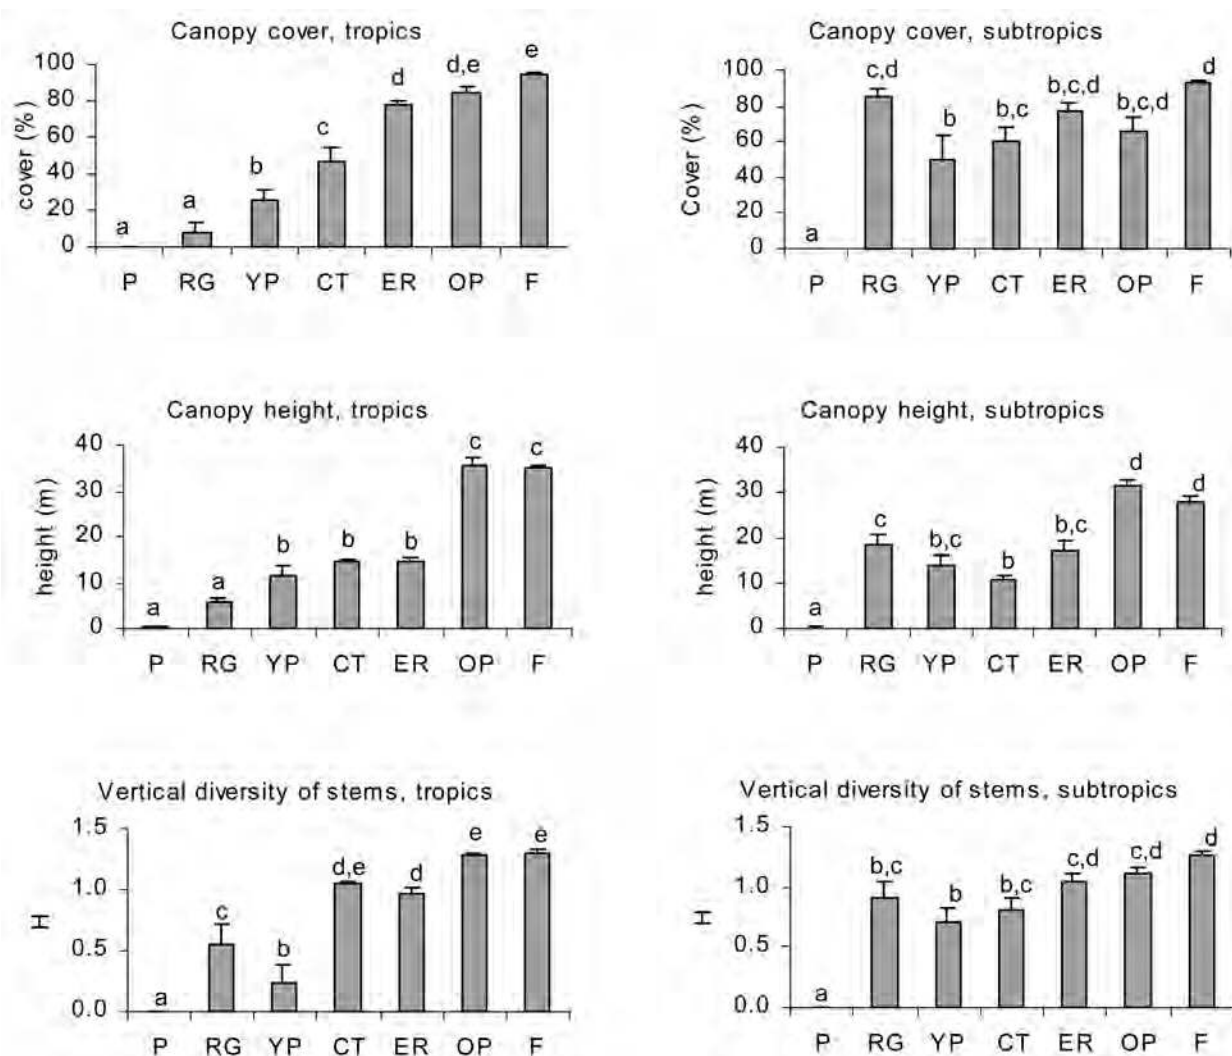 Canopy cover, tropics
cover (%)
100
80
60
40
20
0
a
a
b
c
d
d,e
e
P RG YP CT ER OP F
Canopy cover, subtropics
Cover (%)
100
80
60
40
20
0
a
c,d
b
b,c
b,c,d
b,c,d
d
P RG YP CT ER OP F
Canopy height, tropics
height (m)
40
30
20
10
0
a
a
b
b
b
c
c
P RG YP CT ER OP F
Canopy height, subtropics
height (m)
40
30
20
10
0
a
c
b,c
b
b,c
d
d
P RG YP CT ER OP F
Vertical diversity of stems, tropics
H
1.5
1.0
0.5
0.0
a
c
b
d,e
d
e
e
P RG YP CT ER OP F
Vertical diversity of stems, subtropics
H
1.5
1.0
0.5
0.0
a
b,c
b
b,c
c,d
c,d
d
P RG YP CT ER OP F